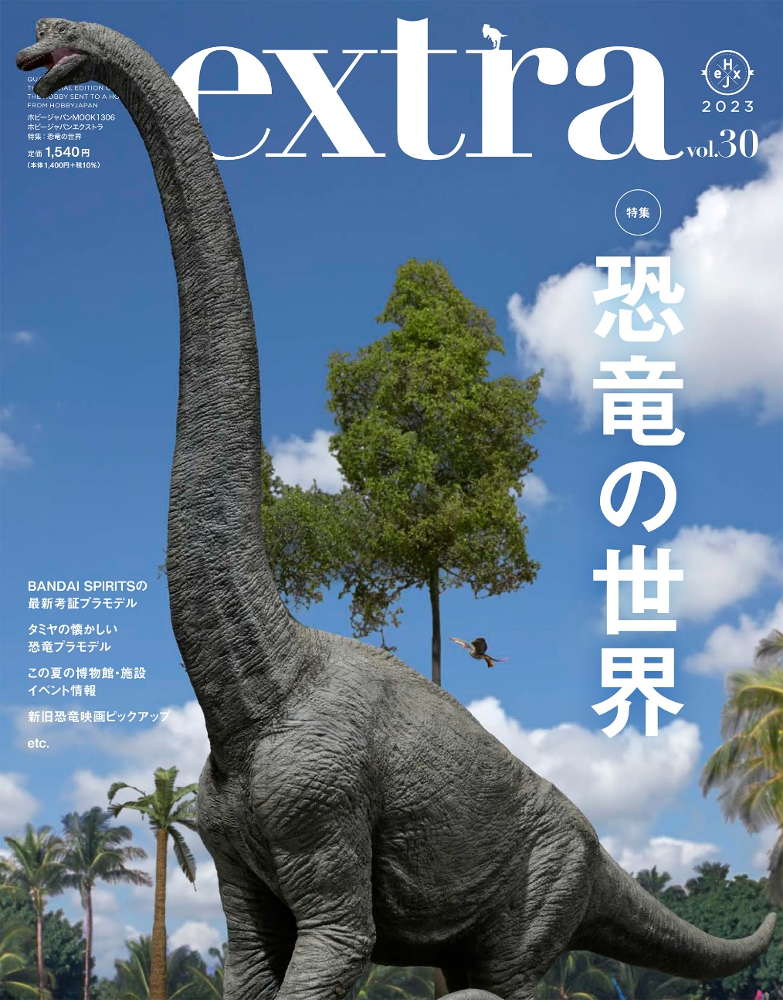 extra
QU
TH IAL EDITION O
THE HOBBY SENT TO A HO
FROM HOBBYJAPAN
ホビージャパンMOOK1306
ホビージャパンエクストラ
特集:恐竜の世界
定価 1,540円
(本体1,400円+税10%)
HeJx
2023
vol.30
特集
恐竜の世界
BANDAI SPIRITSの
最新考証プラモデル
タミヤの懐かしい
恐竜プラモデル
この夏の博物館・施設
イベント情報
新旧恐竜映画ピックアップ
etc.